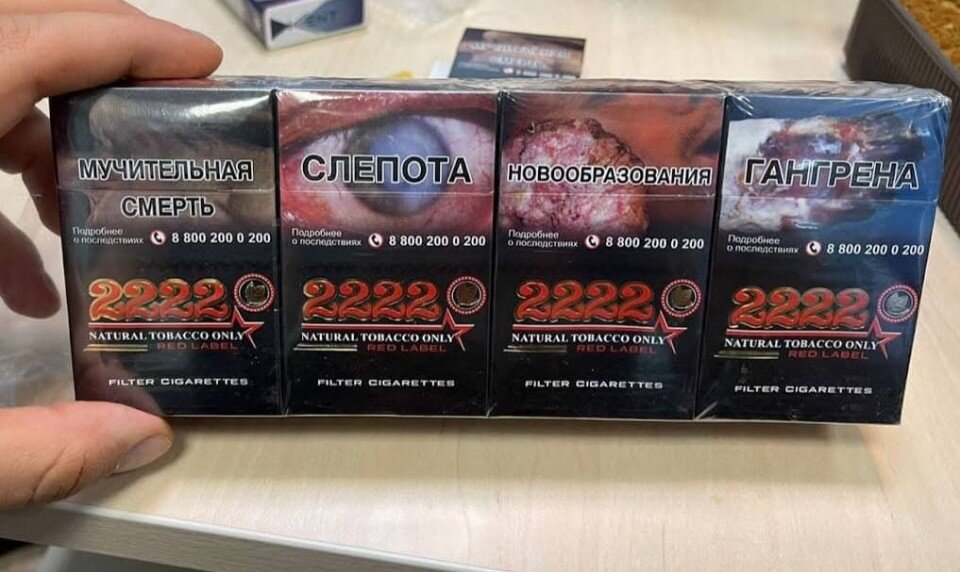 МУЧИТЕЛЬНАЯ
СМЕРТЬ
Подробнее
о последствиях 8 800 200 0 200
2222
NATURAL TOBACCO ONLY
RED LABEL
FILTER CIGARETTES
СЛЕПОТА
Подробнее
о последствиях 8 800 200 0 200
2222
NATURAL TOBACCO ONLY
RED LABEL
FILTER CIGARETTES
НОВООБРАЗОВАНИЯ
Подробнее
о последствиях 8 800 200 0 200
2222
NATURAL TOBACCO ONLY
RED LABEL
FILTER CIGARETTES
ГАНГРЕНА
Подробнее
о последствиях 8 800 200 0 200
2222
NATURAL TOBACCO ONLY
RED LABEL
FILTER CIGARETTES